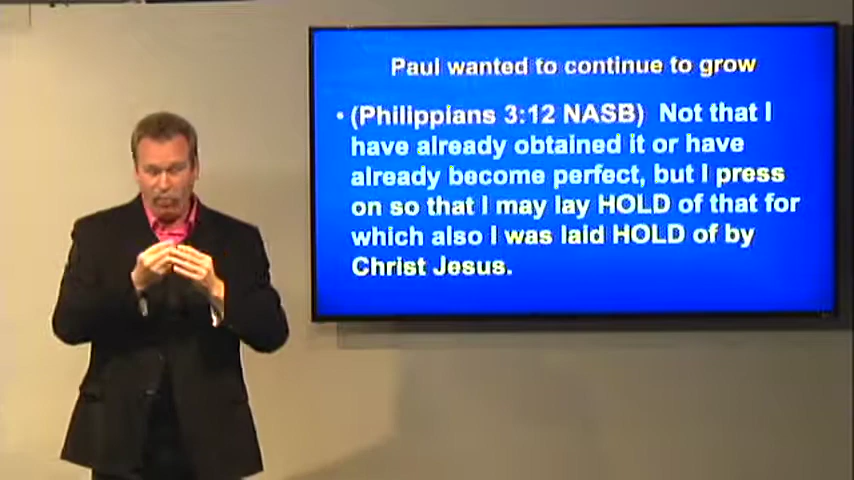 Paul wanted to continue to grow
• (Philippians 3:12 NASB) Not that I
have already obtained it or have
already become perfect, but I press
on so that I may lay HOLD of that for
which also I was laid HOLD of by
Christ Jesus.